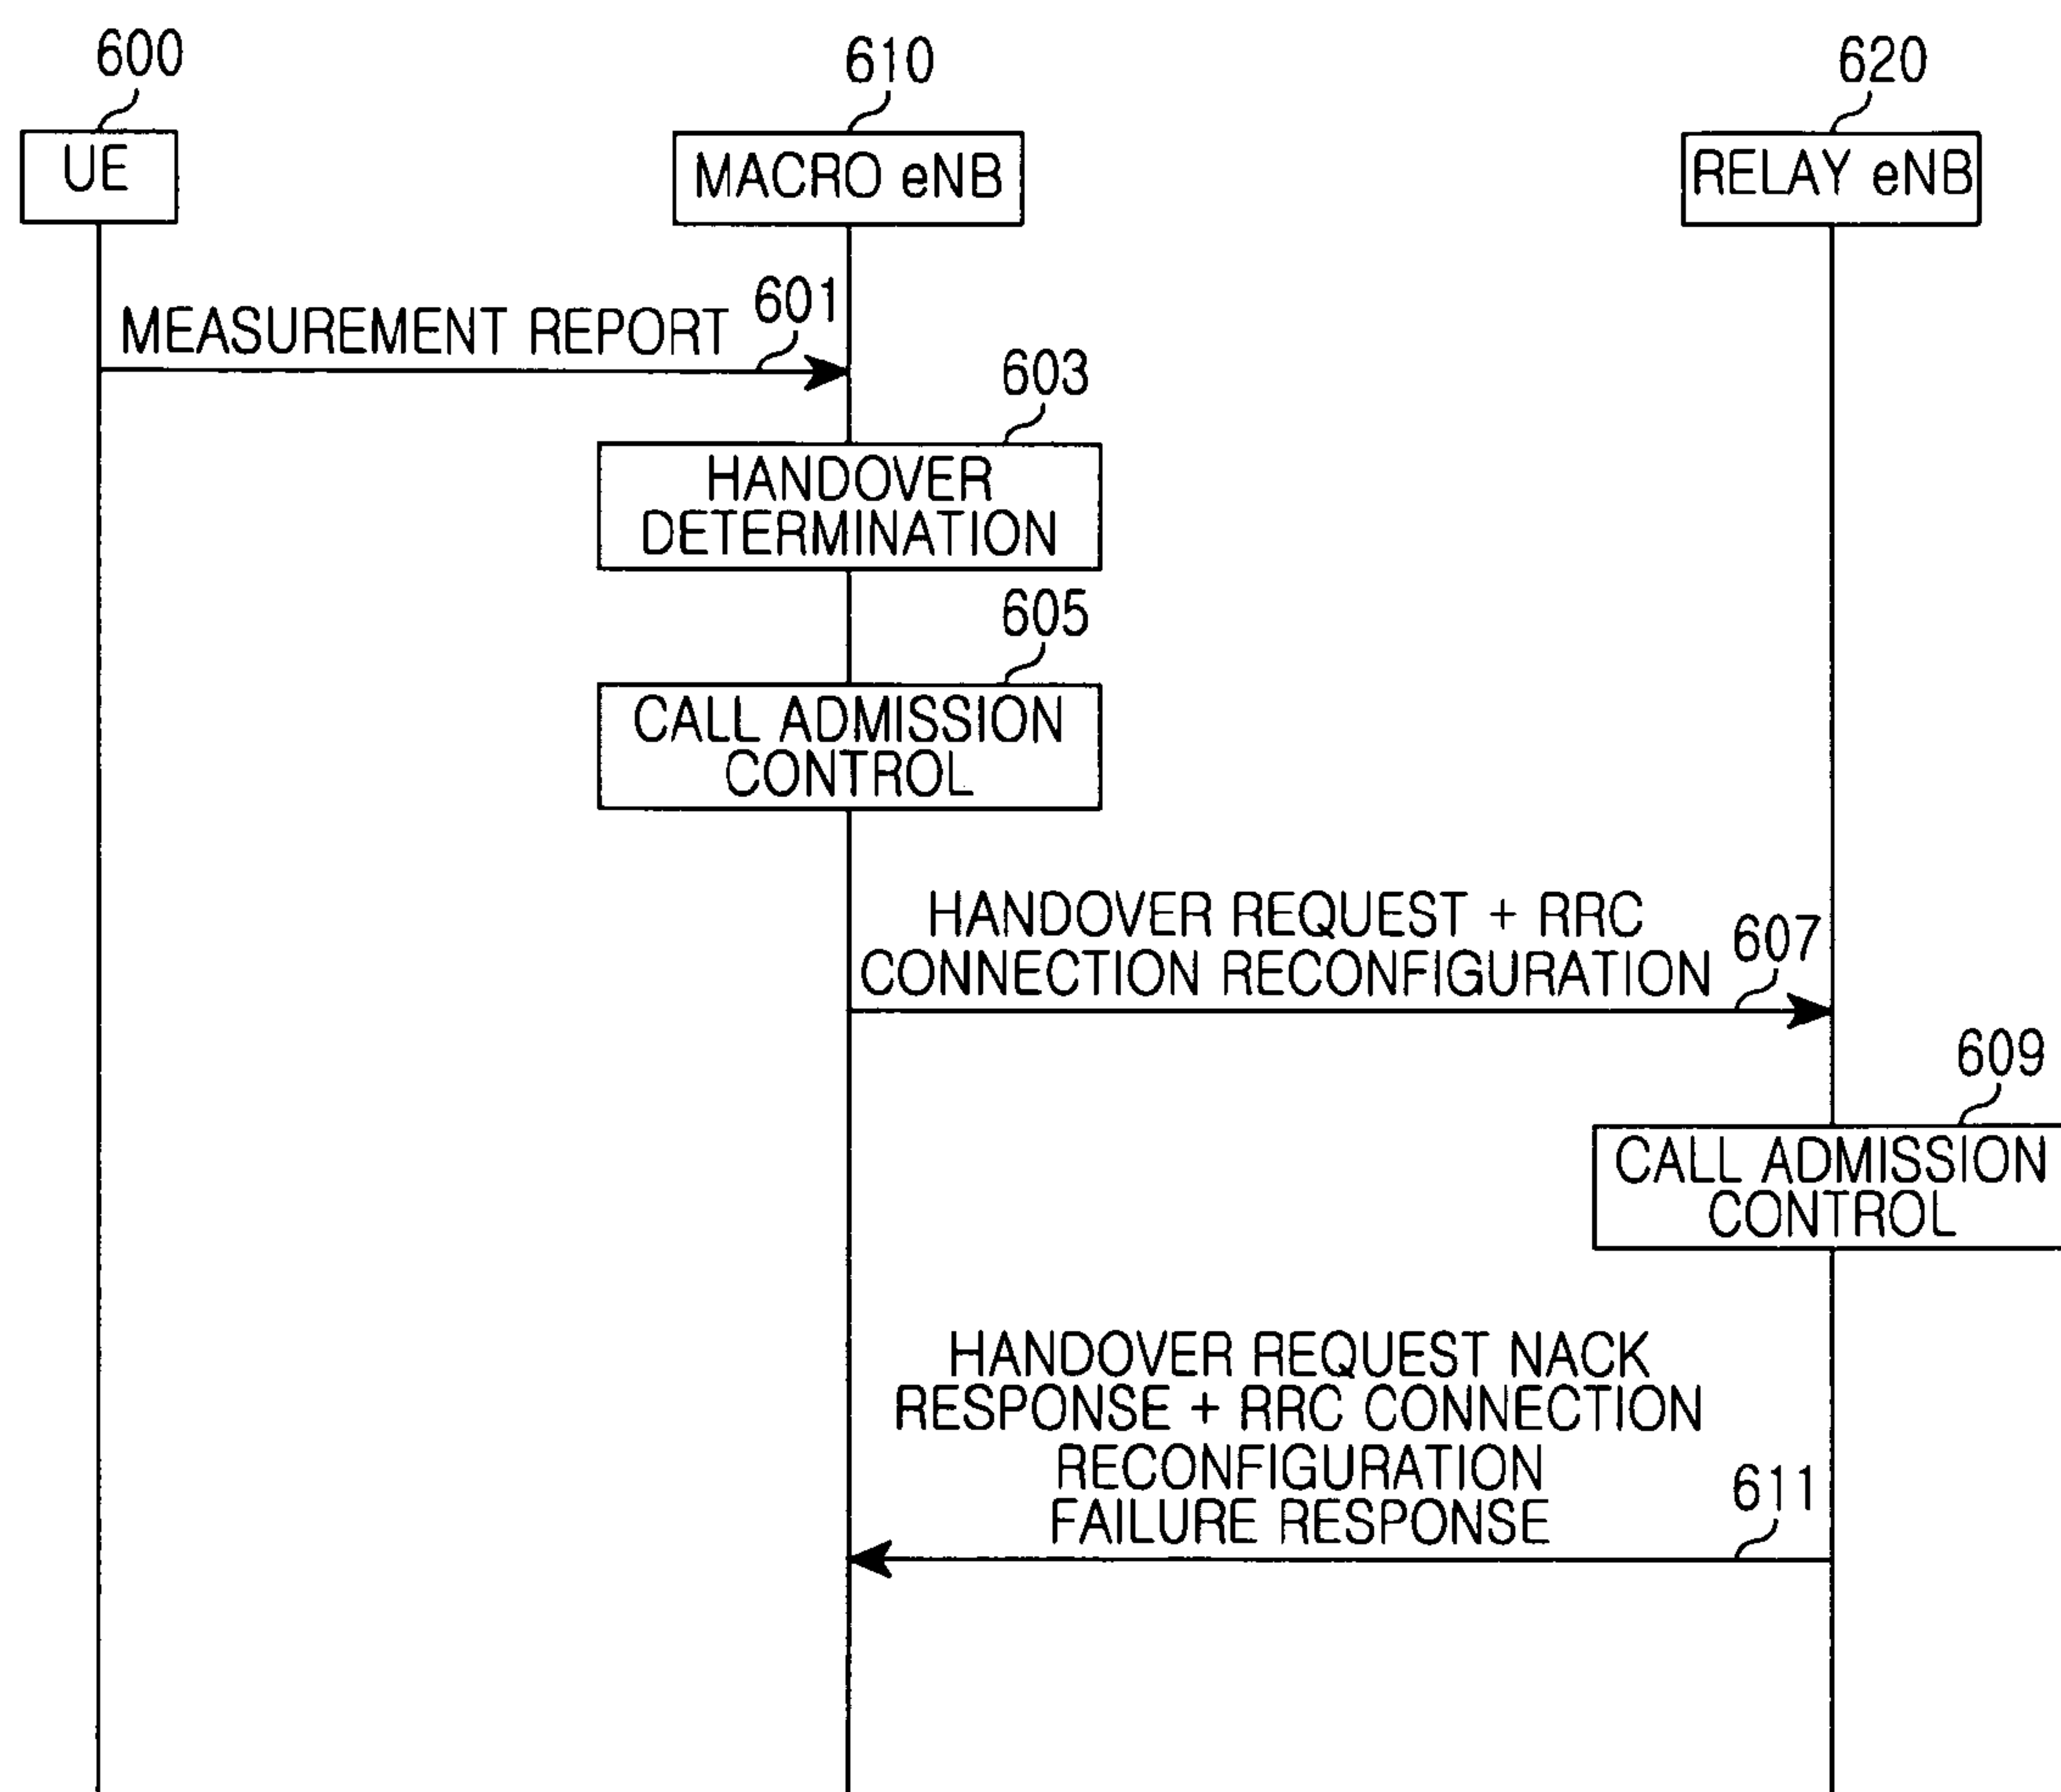 600
610
620
UE
MACRO eNB
RELAY eNB
MEASUREMENT REPORT
601
603
HANDOVER
DETERMINATION
605
CALL ADMISSION
CONTROL
HANDOVER REQUEST + RRC
CONNECTION RECONFIGURATION
607
609
CALL ADMISSION
CONTROL
HANDOVER REQUEST NACK
RESPONSE + RRC CONNECTION
RECONFIGURATION
FAILURE RESPONSE
611